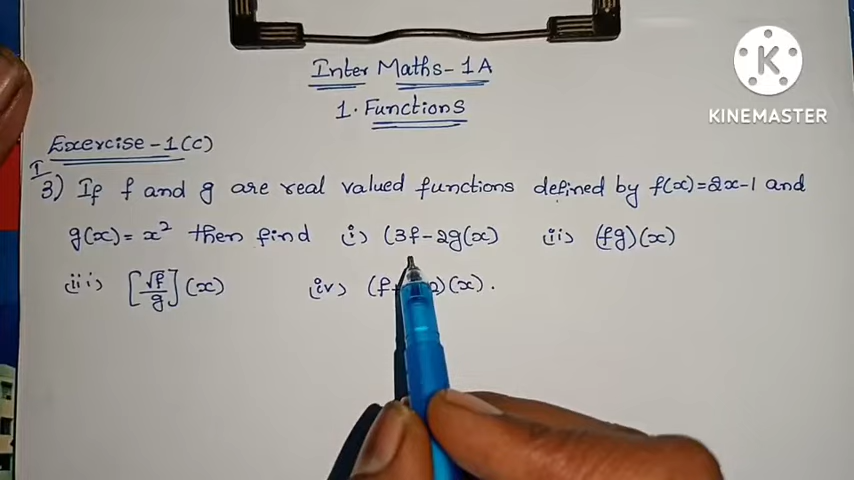 Inter Maths-1A
1. Functions
KINEMASTER
Exercise-1(c)
I
3) If f and g are real valued functions defined by f(x)=2x-1 and
g(x)= x² then find i) (3f-2g(x) ii) (fg)(x)
iii) [√f/g](x) iv) (f+ 2)(x).